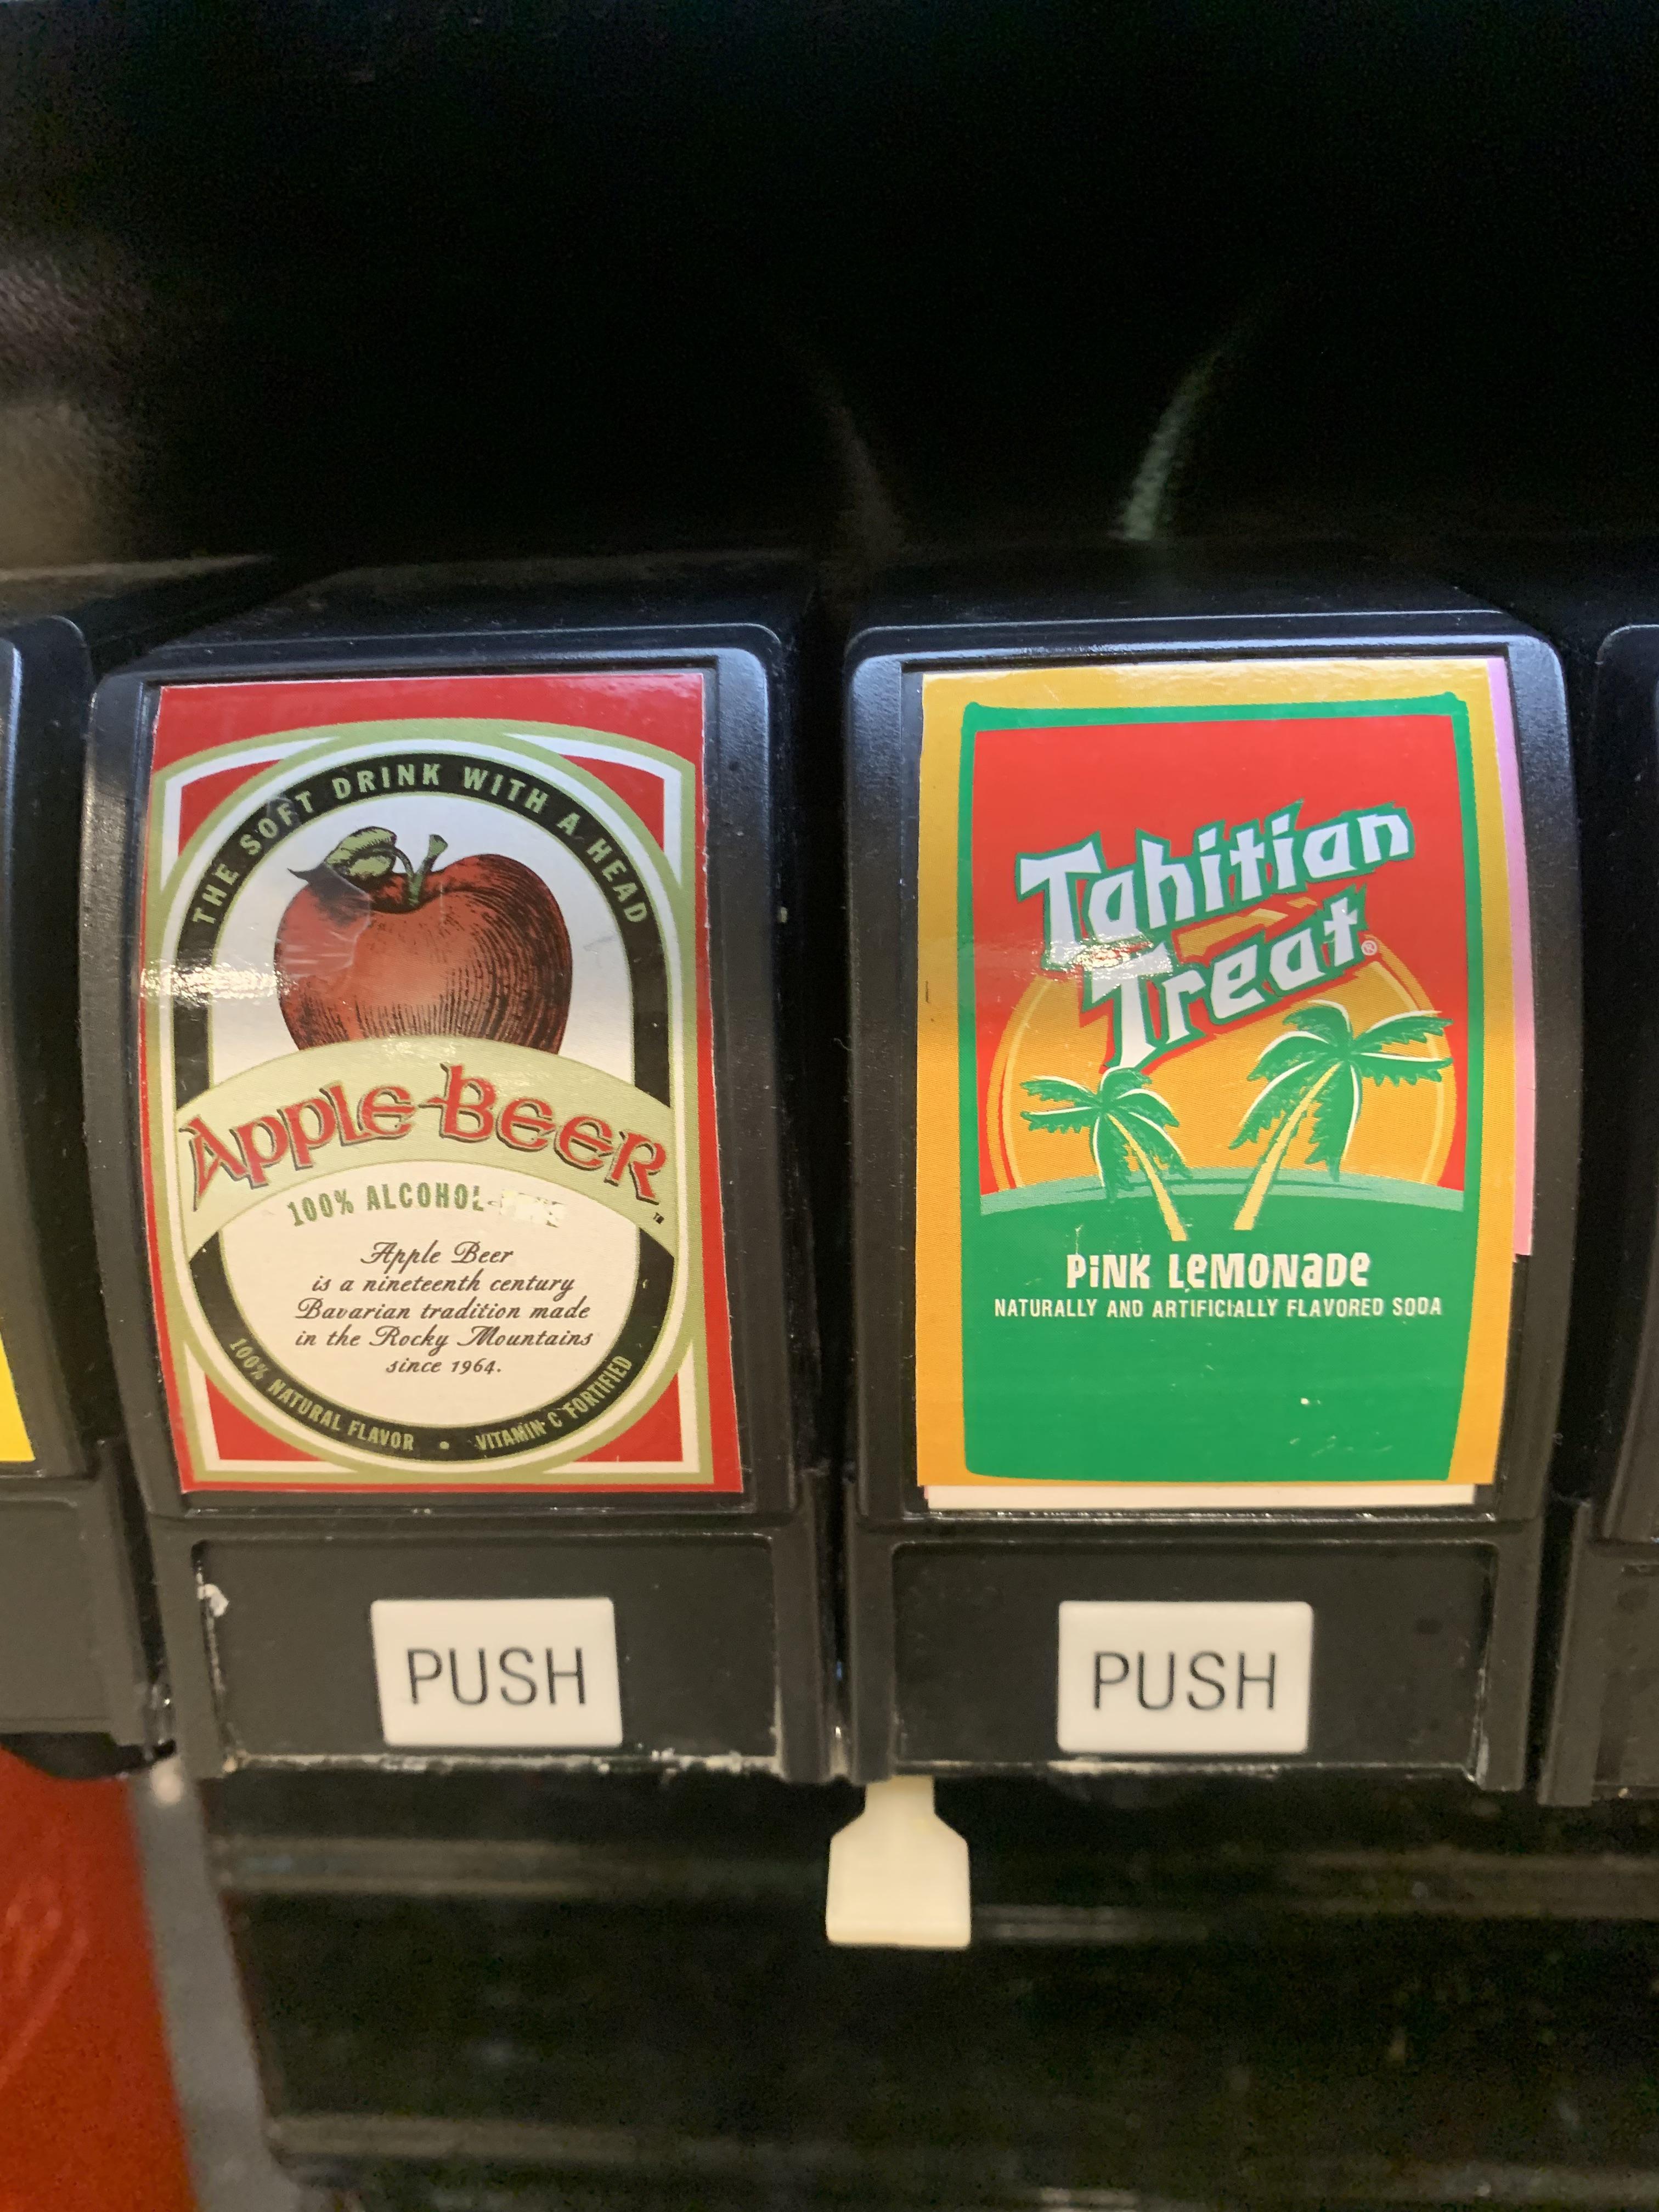 THE SOFT DRINK WITH A HEAD
Apple Beer
TM
100% ALCOHOL-
Apple Beer
is a nineteenth century
Bavarian tradition made
in the Rocky Mountains
since 1964.
100% NATURAL FLAVOR • VITAMIN C FORTIFIED
PUSH
Tahitian
Treat®
PiNK LeMONaDe
NATURALLY AND ARTIFICIALLY FLAVORED SODA
PUSH